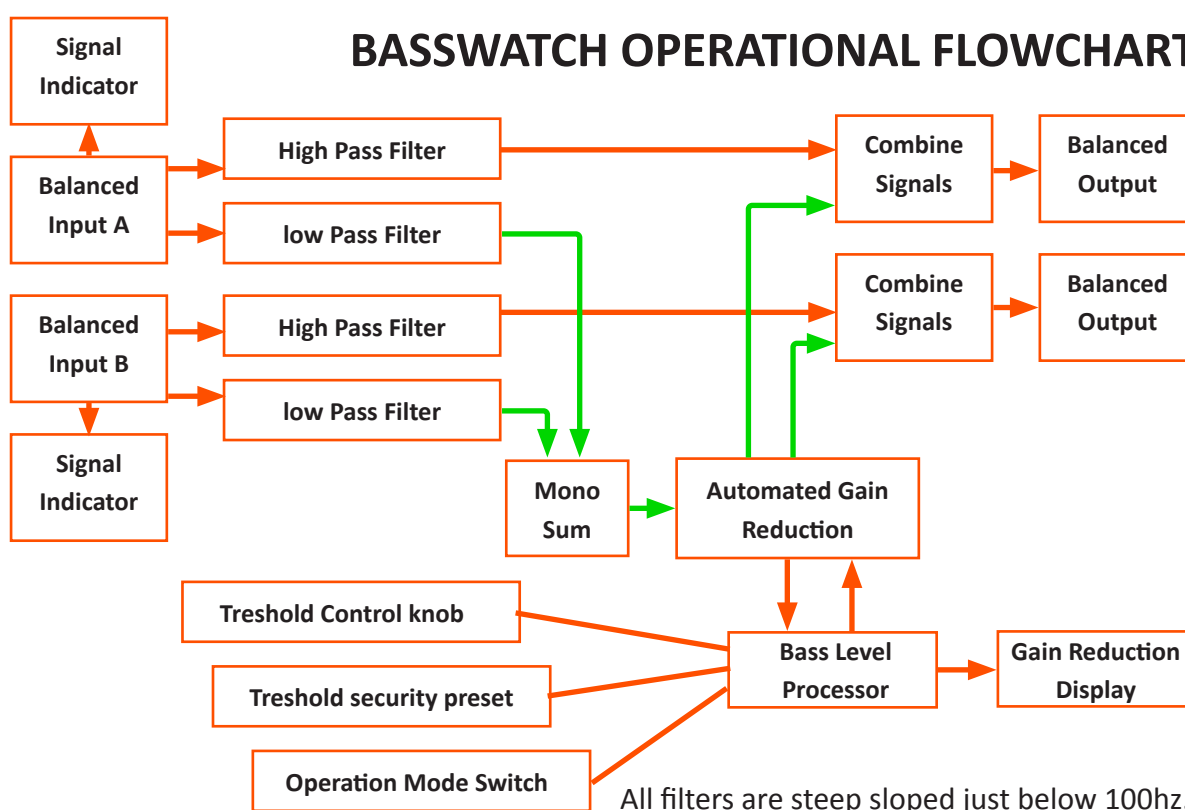 BASSWATCH OPERATIONAL FLOWCHART
Signal
Indicator
High Pass Filter
Combine
Signals
Balanced
Output
Balanced
Input A
low Pass Filter
Balanced
Input B
High Pass Filter
Combine
Signals
Balanced
Output
low Pass Filter
Signal
Indicator
Mono
Sum
Automated Gain
Reduction
Treshold Control knob
Bass Level
Processor
Gain Reduction
Display
Treshold security preset
Operation Mode Switch
All filters are steep sloped just below 100hz.